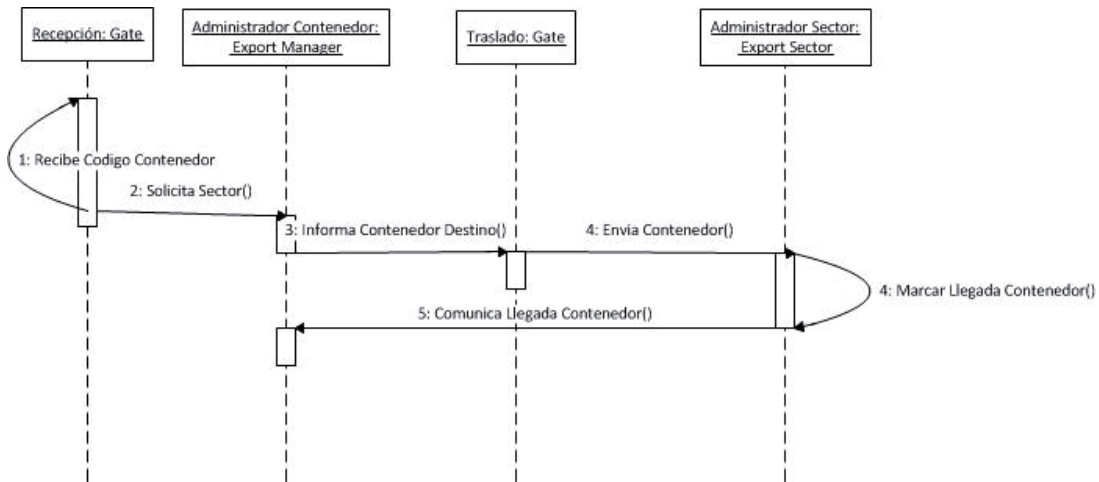 Recepción: Gate
Administrador Contenedor:
Export Manager
Traslado: Gate
Administrador Sector:
Export Sector
1: Recibe Codigo Contenedor
2: Solicita Sector()
3: Informa Contenedor Destino()
4: Envia Contenedor()
4: Marcar Llegada Contenedor()
5: Comunica Llegada Contenedor()